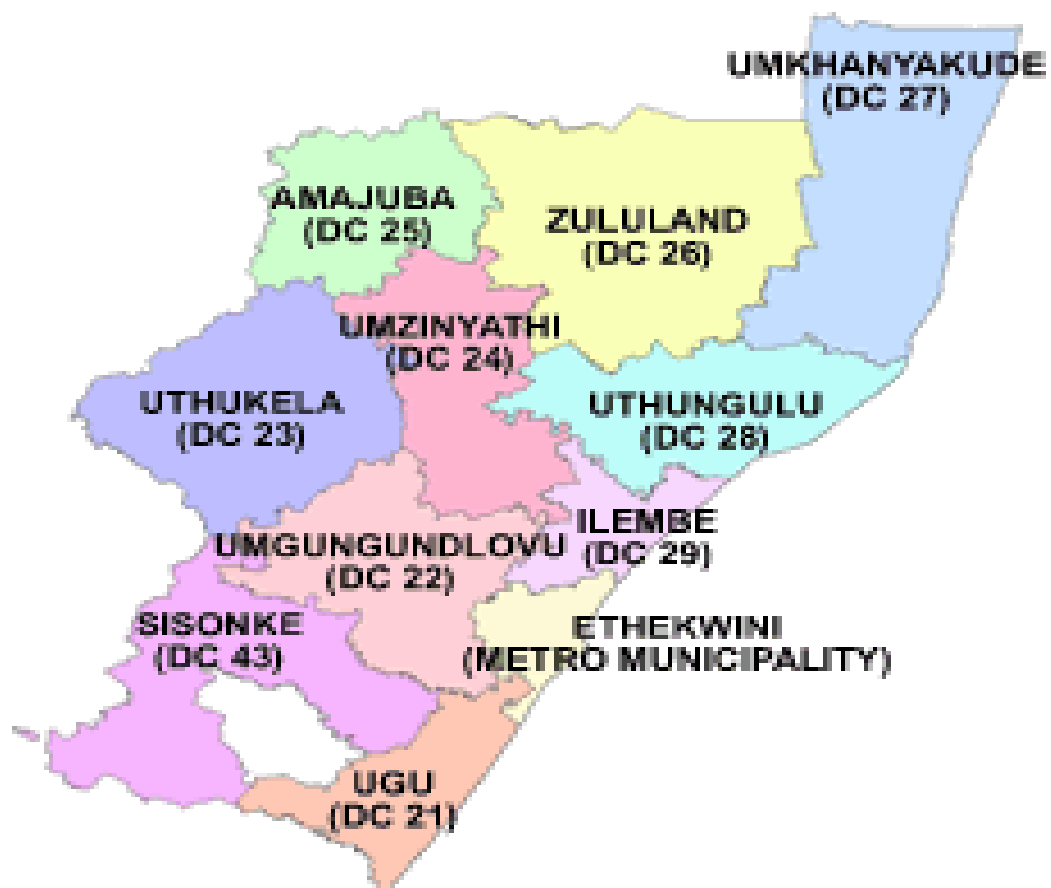 UMKHANYAKUDE
(DC 27)
AMAJUBA
(DC 25)
ZULULAND
(DC 26)
UMZINYATHI
(DC 24)
UTHUKELA
(DC 23)
UTHUNGULU
(DC 28)
ILEMBE
(DC 29)
UMGUNGUNDLOVU
(DC 22)
SISONKE
(DC 43)
ETHEKWINI
(METRO MUNICIPALITY)
UGU
(DC 21)